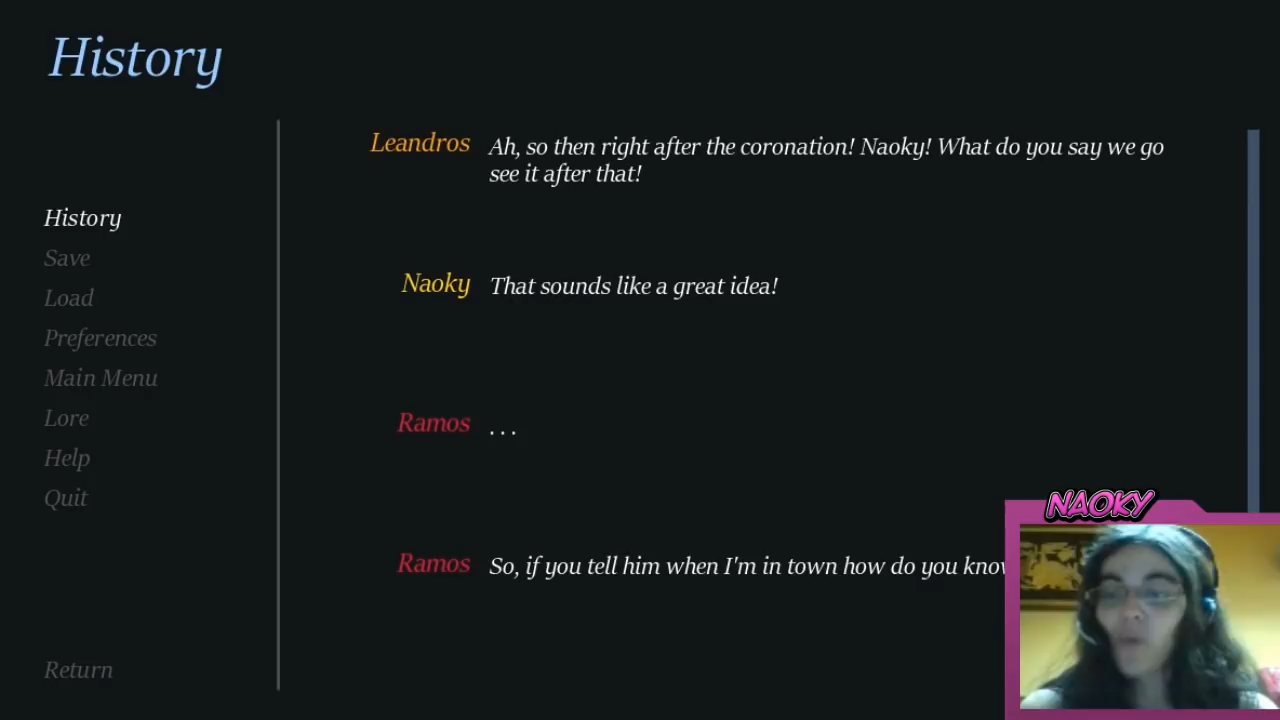 History
History
Save
Load
Preferences
Main Menu
Lore
Help
Quit
Return
Leandros
Ah, so then right after the coronation! Naoky! What do you say we go
see it after that!
Naoky
That sounds like a great idea!
Ramos
. . .
Ramos
So, if you tell him when I'm in town how do you
NAOKY